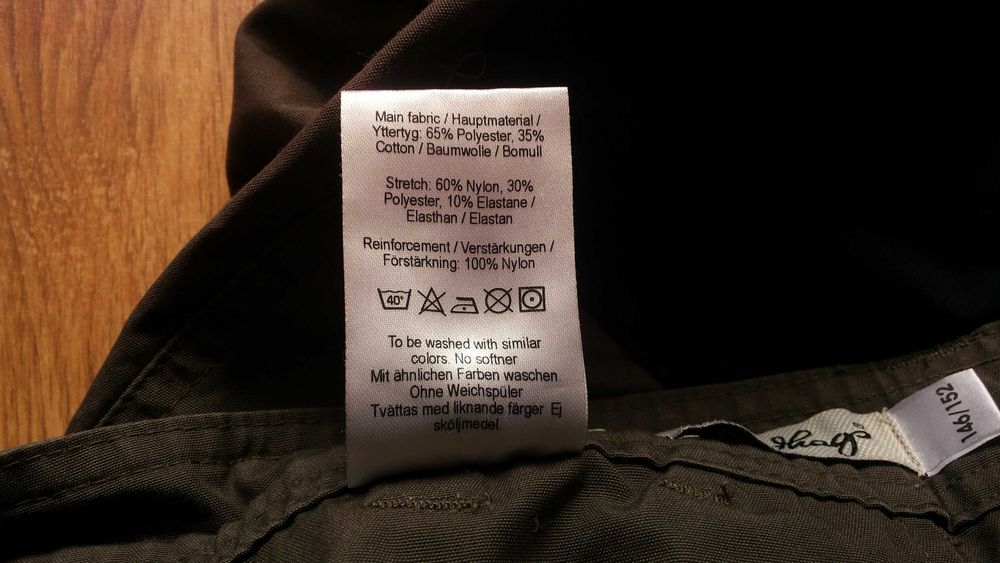 Main fabric / Hauptmaterial /
Yttertyg: 65% Polyester, 35%
Cotton / Baumwolle / Bomull
Stretch: 60% Nylon, 30%
Polyester, 10% Elastane /
Elasthan / Elastan
Reinforcement / Verstärkungen /
Förstärkning: 100% Nylon
40°
To be washed with similar
colors. No softner
Mit ähnlichen Farben waschen
Ohne Weichspüler
Tvättas med liknande färger Ej
sköljmedel
146/152